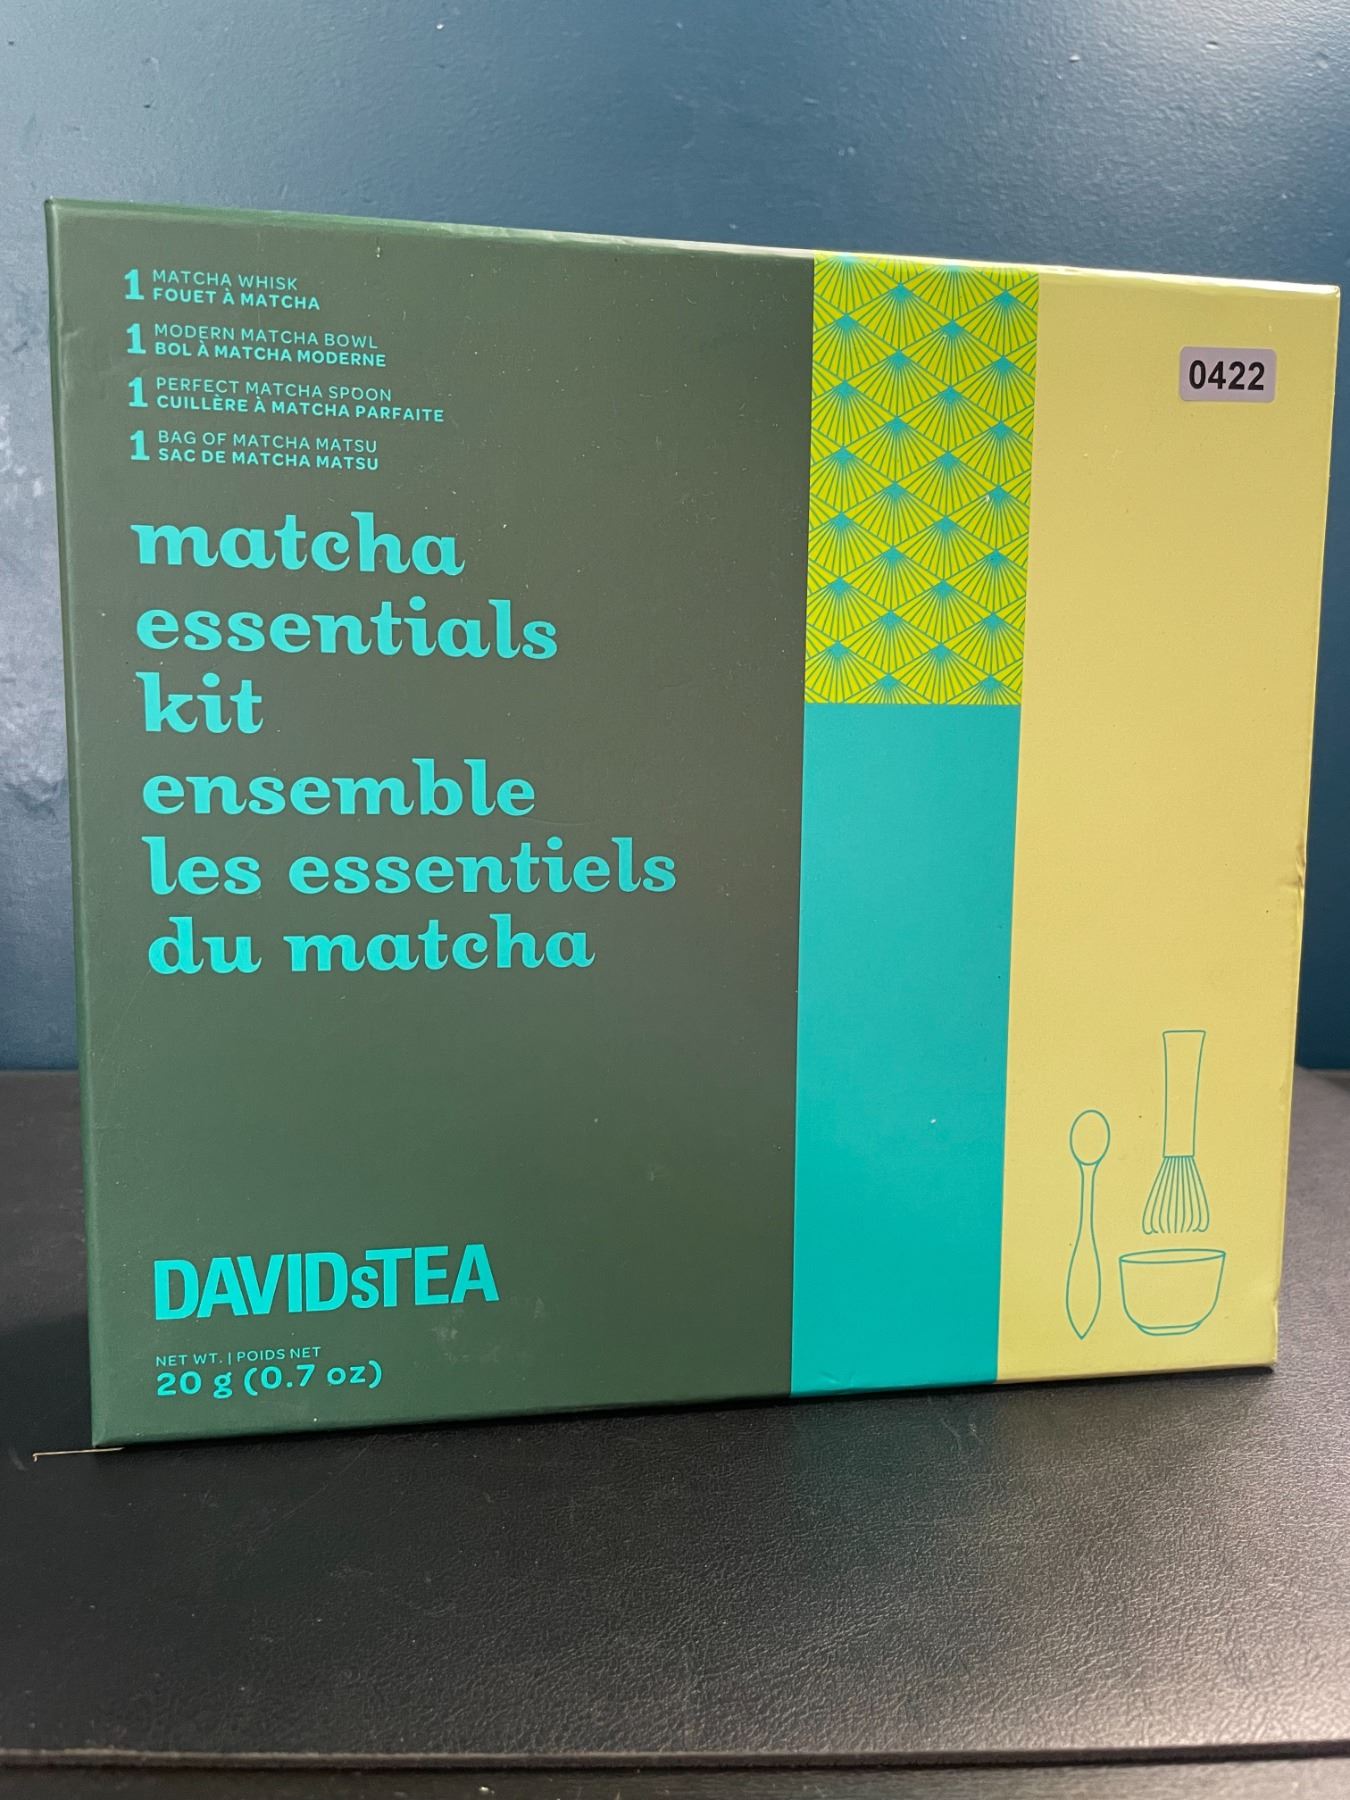 1 MATCHA WHISK
FOUET À MATCHA
1 MODERN MATCHA BOWL
BOL À MATCHA MODERNE
1 PERFECT MATCHA SPOON
CUILLÈRE À MATCHA PARFAITE
1 BAG OF MATCHA MATSU
SAC DE MATCHA MATSU
matcha
essentials
kit
ensemble
les essentiels
du matcha
DAVIDsTEA
NET WT. | POIDS NET
20 g (0.7 oz)
0422